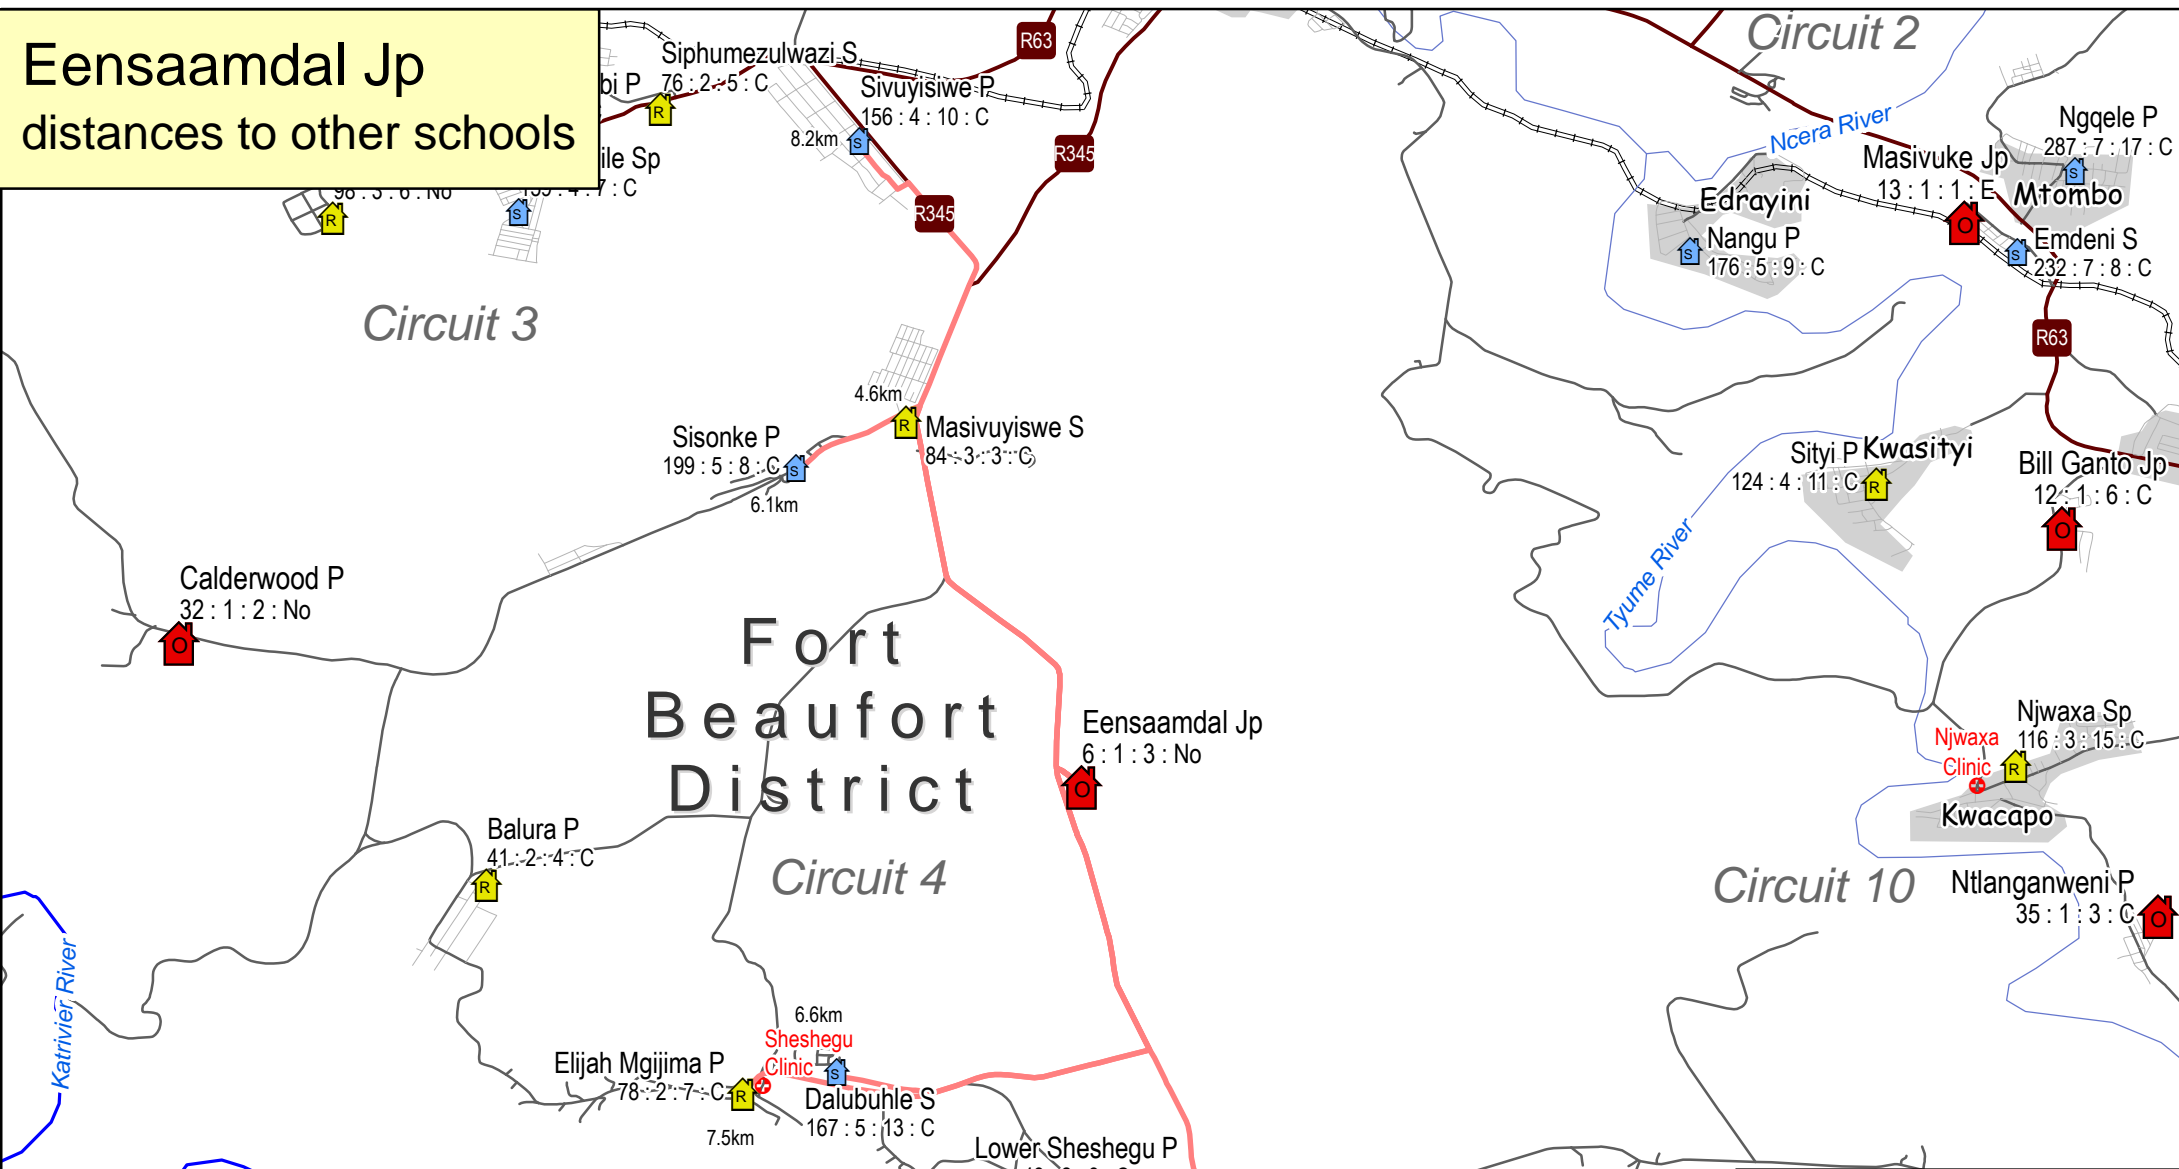 Eensaamdal Jp
distances to other schools
Siphumezulwazi S
76 : 2 : 5 : C
bi P
ile Sp
98 : 3 : 6 : No
7 : C
R63
Sivuyisiwe P
156 : 4 : 10 : C
8.2km
R345
R345
Circuit 2
Ncera River
Ngqele P
287 : 7 : 17 : C
Masivuke Jp
13 : 1 : 1 : E
Mtombo
Edrayini
Nangu P
176 : 5 : 9 : C
Emdeni S
232 : 7 : 8 : C
R63
Circuit 3
4.6km
Masivuyiswe S
84 : 3 : 3 : C
Sisonke P
199 : 5 : 8 : C
6.1km
Sityi P
124 : 4 : 11 : C
Kwasityi
Bill Ganto Jp
12 : 1 : 6 : C
Tyume River
Calderwood P
32 : 1 : 2 : No
Fort
Beaufort
District
Eensaamdal Jp
6 : 1 : 3 : No
Njwaxa Sp
116 : 3 : 15 : C
Njwaxa
Clinic
Kwacapo
Balura P
41 : 2 : 4 : C
Circuit 4
Circuit 10
Ntlanganweni P
35 : 1 : 3 : C
Katrivier River
6.6km
Sheshegu
Clinic
Elijah Mgijima P
78 : 2 : 7 : C
7.5km
Dalubuhle S
167 : 5 : 13 : C
Lower Sheshegu P
R
R
R
R
R
R
R
S
S
S
S
S
S
S
O
O
O
O
O